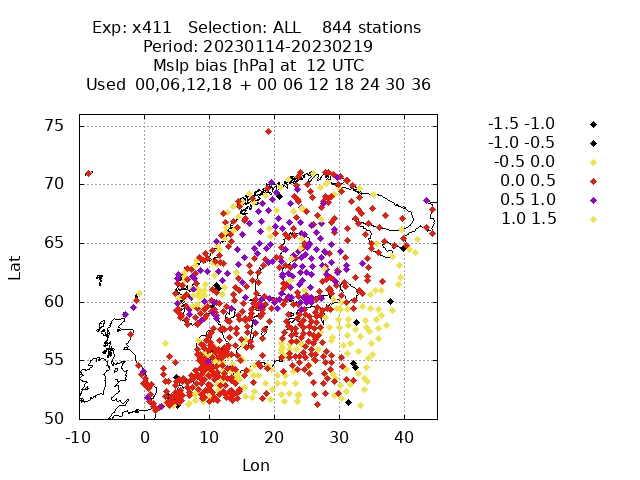 Exp: x411 Selection: ALL 844 stations
Period: 20230114-20230219
Mslp bias [hPa] at 12 UTC
Used 00,06,12,18 + 00 06 12 18 24 30 36
75
70
65
60
55
50
-10 0 10 20 30 40
Lat
Lon
-1.5 -1.0
-1.0 -0.5
-0.5 0.0
0.0 0.5
0.5 1.0
1.0 1.5